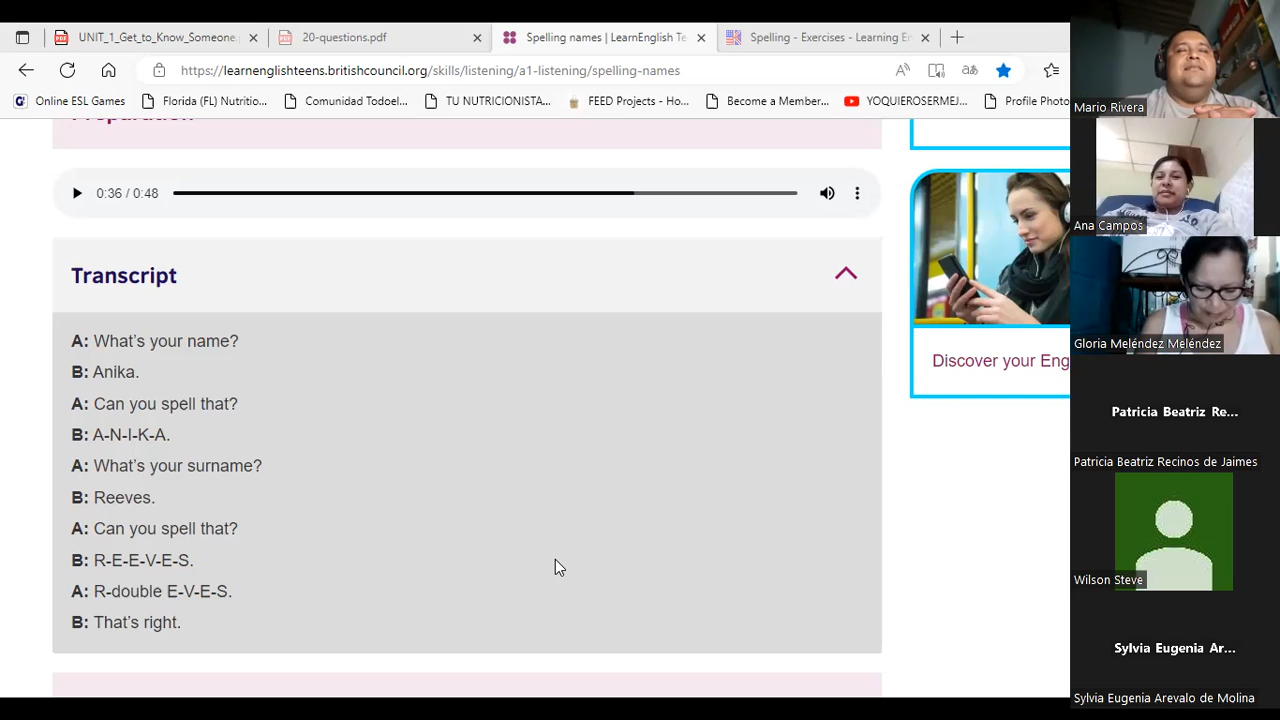 UNIT_1_Get_to_Know_Someone.
20-questions.pdf
Spelling names | LearnEnglish Te
Spelling - Exercises - Learning En
https://learnenglishteens.britishcouncil.org/skills/listening/a1-listening/spelling-names
Online ESL Games
Florida (FL) Nutritio...
Comunidad Todoel...
TU NUTRICIONISTA...
FEED Projects - Ho...
Become a Member...
YOQUIEROSERMEJ...
Profile Photo
Preparation
0:36 / 0:48
Transcript
A: What's your name?
B: Anika.
A: Can you spell that?
B: A-N-I-K-A.
A: What's your surname?
B: Reeves.
A: Can you spell that?
B: R-E-E-V-E-S.
A: R-double E-V-E-S.
B: That's right.
Discover your Eng
Mario Rivera
Ana Campos
Gloria Meléndez Meléndez
Patricia Beatriz Re...
Patricia Beatriz Recinos de Jaimes
Wilson Steve
Sylvia Eugenia Ar...
Sylvia Eugenia Arevalo de Molina